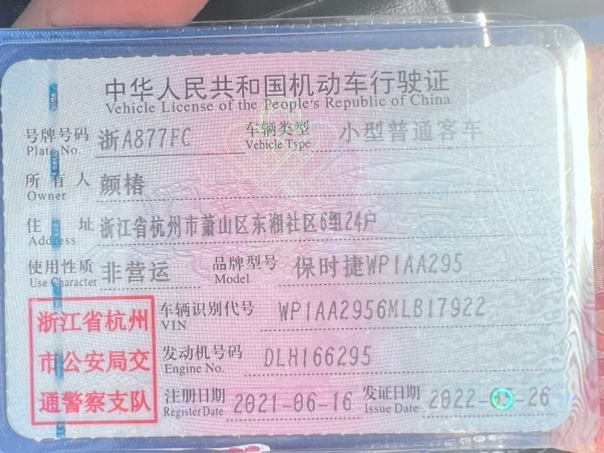 中华人民共和国机动车行驶证
Vehicle License of the People's Republic of China
号牌号码 浙A877FC 车辆类型 小型普通客车
Plate No. Vehicle Type
所有人 颜椿
Owner
住址 浙江省杭州市萧山区东湘社区6组24户
Address
使用性质 非营运 品牌型号 保时捷WP1AA295
Use Character Model
浙江省杭州
市公安局交
通警察支队
车辆识别代号 WP1AA2956MLB17922
VIN
发动机号码 DLH166295
Engine No.
注册日期 2021-06-16 发证日期 2022- -26
Register Date Issue Date